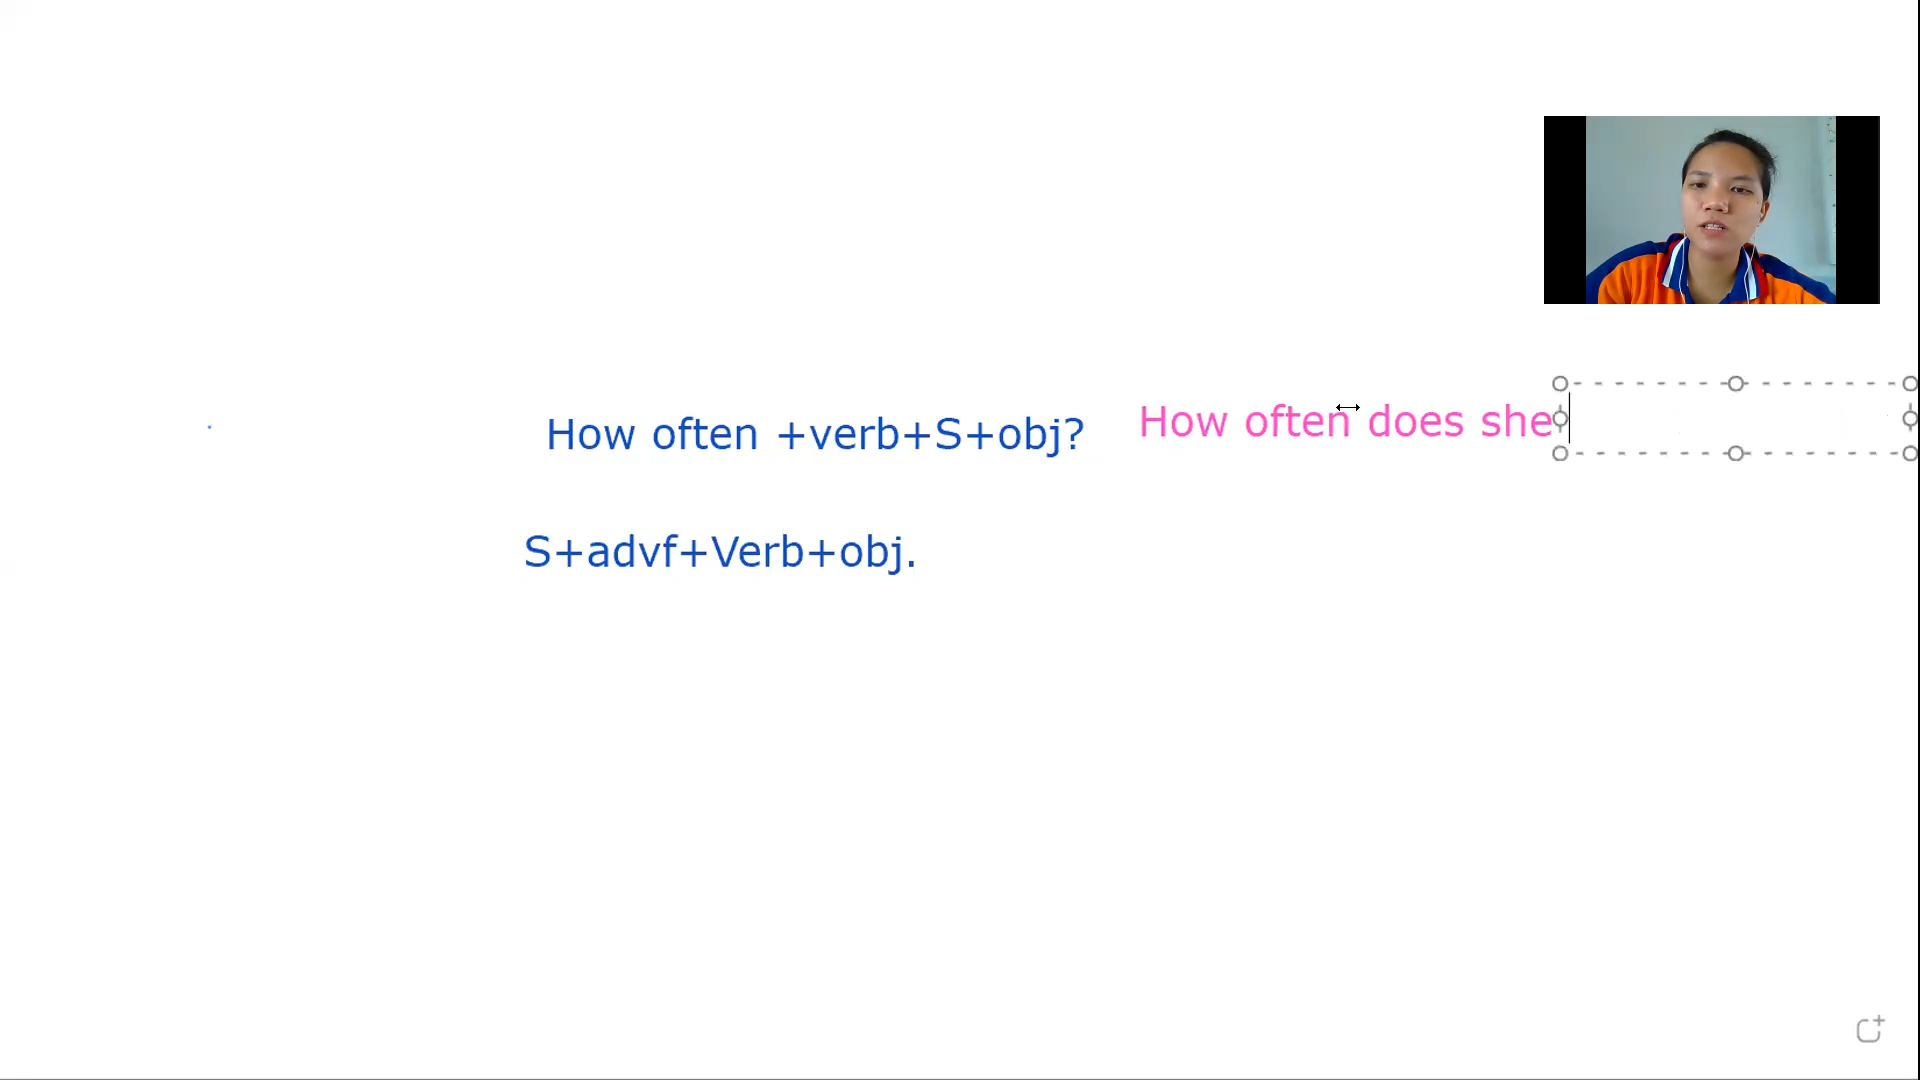 How often +verb+S+obj?
How often does she
S+advf+Verb+obj.